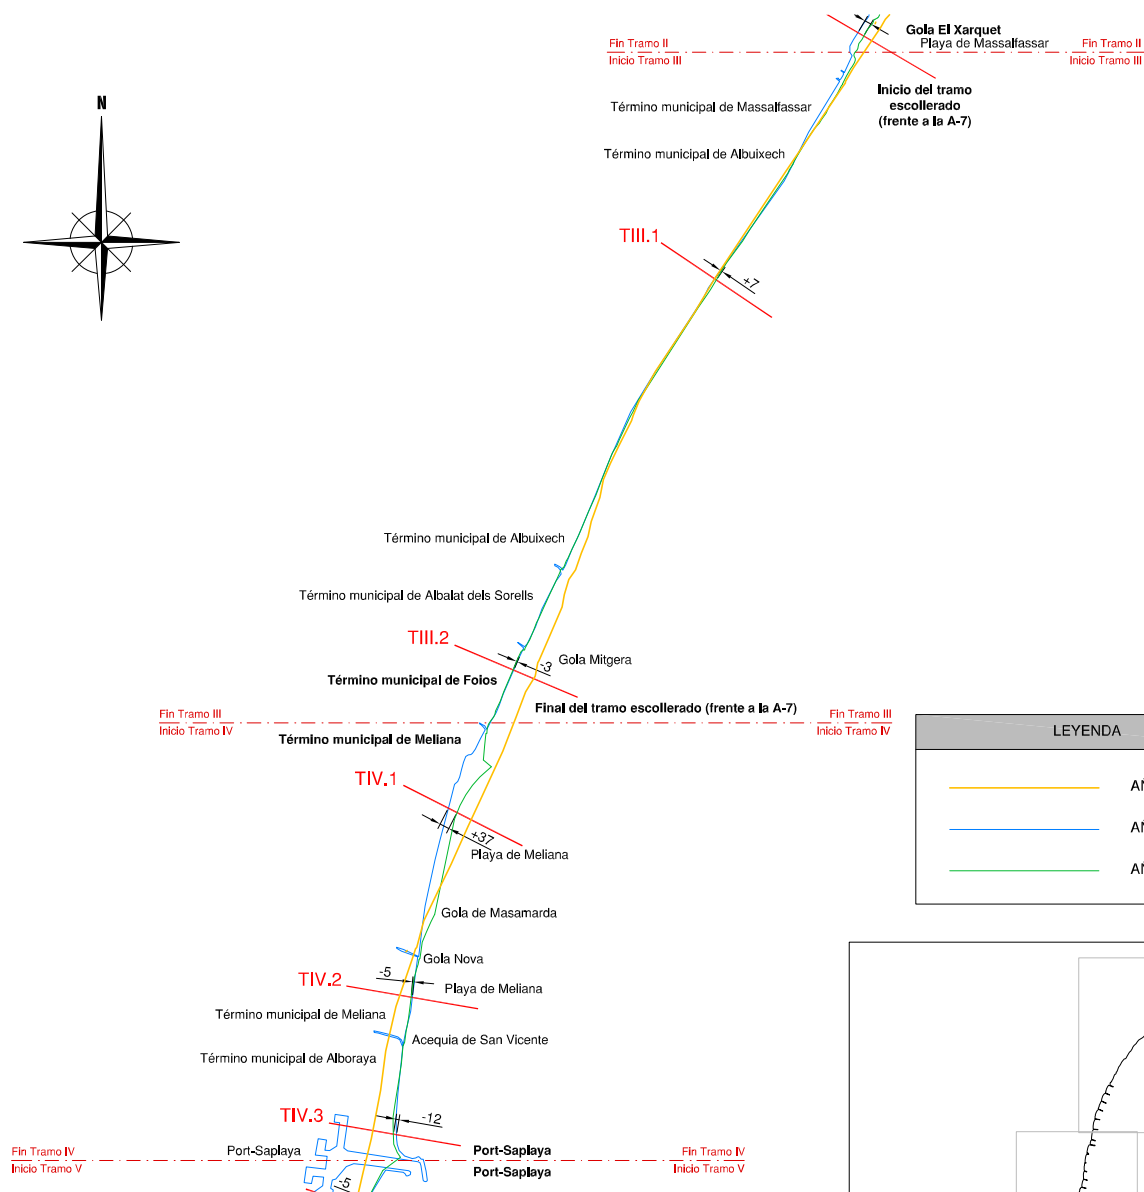 Gola El Xarquet
Playa de Massalfassar
Fin Tramo II
Inicio Tramo III
Fin Tramo II
Inicio Tramo III
N
Inicio del tramo
escollerado
(frente a la A-7)
Término municipal de Massalfassar
Término municipal de Albuixech
TIII.1
+7
Término municipal de Albuixech
Término municipal de Albalat dels Sorells
TIII.2
-3
Gola Mitgera
Término municipal de Foios
Final del tramo escollerado (frente a la A-7)
Fin Tramo III
Inicio Tramo IV
Fin Tramo III
Inicio Tramo IV
Término municipal de Meliana
LEYENDA
TIV.1
+37
Playa de Meliana
Gola de Masamarda
Gola Nova
-5
TIV.2
Playa de Meliana
Término municipal de Meliana
Acequia de San Vicente
Término municipal de Alboraya
TIV.3
-12
Port-Saplaya
Port-Saplaya
Port-Saplaya
Fin Tramo IV
Inicio Tramo V
Fin Tramo IV
Inicio Tramo V
-5